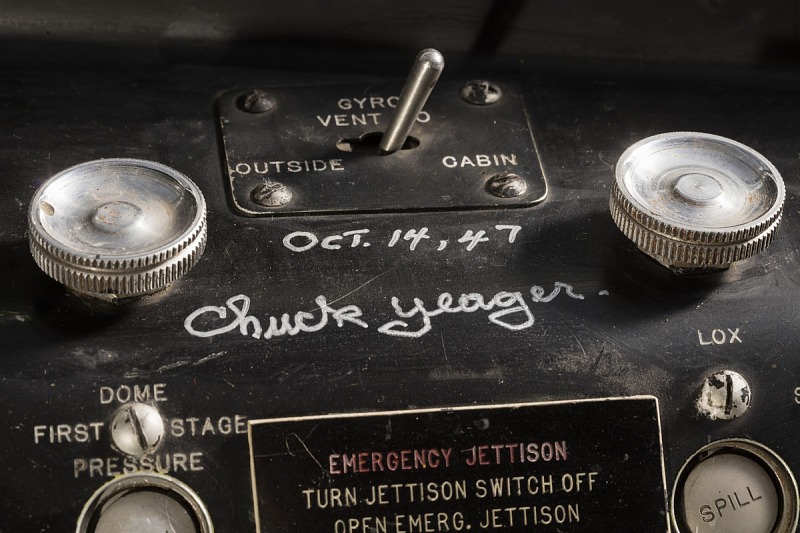 GYRO
VENT TO
OUTSIDE CABIN
OCT. 14, 47
Chuck Yeager.
LOX
DOME
FIRST STAGE
PRESSURE
EMERGENCY JETTISON
TURN JETTISON SWITCH OFF
OPEN EMERG. JETTISON
SPILL